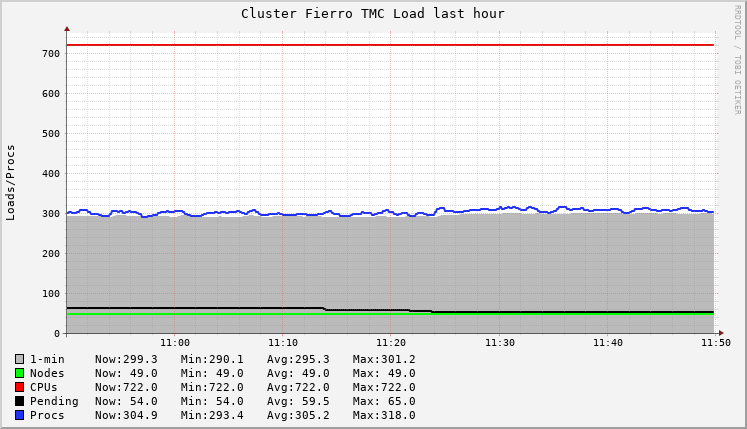 Cluster Fierro TMC Load last hour
RRDTOOL / TOBI OETIKER
Loads/Procs
700
600
500
400
300
200
100
0
11:00 11:10 11:20 11:30 11:40 11:50
1-min Now:299.3 Min:290.1 Avg:295.3 Max:301.2
Nodes Now: 49.0 Min: 49.0 Avg: 49.0 Max: 49.0
CPUs Now:722.0 Min:722.0 Avg:722.0 Max:722.0
Pending Now: 54.0 Min: 54.0 Avg: 59.5 Max: 65.0
Procs Now:304.9 Min:293.4 Avg:305.2 Max:318.0